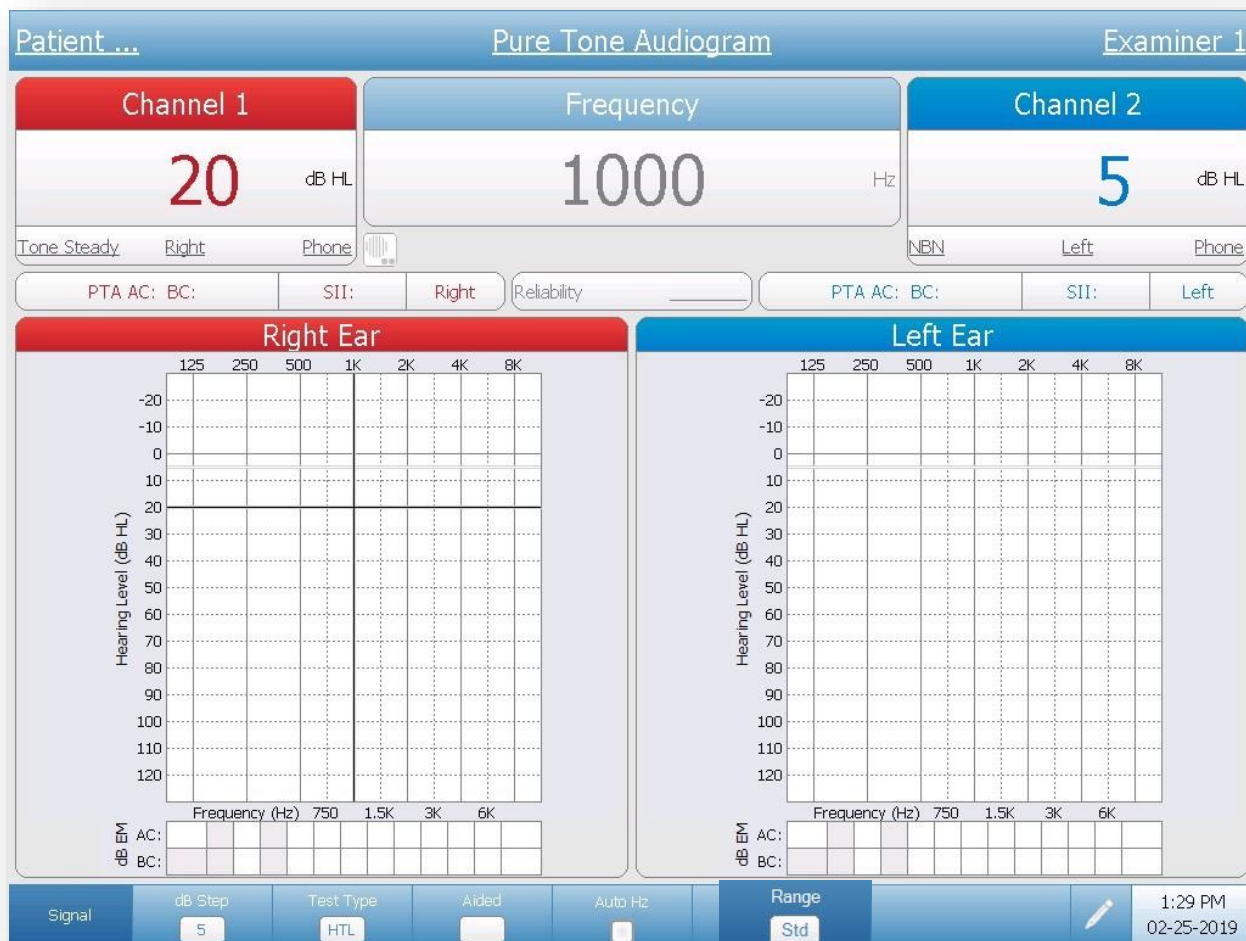 Patient ... Pure Tone Audiogram Examiner 1
Channel 1 Frequency Channel 2
20 dB HL 1000 Hz 5 dB HL
Tone Steady Right Phone NBN Left Phone
PTA AC: BC: SII: Right Reliability PTA AC: BC: SII: Left
Right Ear
125 250 500 1K 2K 4K 8K
-20
-10
0
10
20
30
40
50
60
70
80
90
100
110
120
Hearing Level (dB HL)
Frequency (Hz) 750 1.5K 3K 6K
dB EM
AC:
BC:
Left Ear
125 250 500 1K 2K 4K 8K
-20
-10
0
10
20
30
40
50
60
70
80
90
100
110
120
Hearing Level (dB HL)
Frequency (Hz) 750 1.5K 3K 6K
dB EM
AC:
BC:
Signal dB Step Test Type Aided Auto Hz Range 1:29 PM
5 HTL Std 02-25-2019